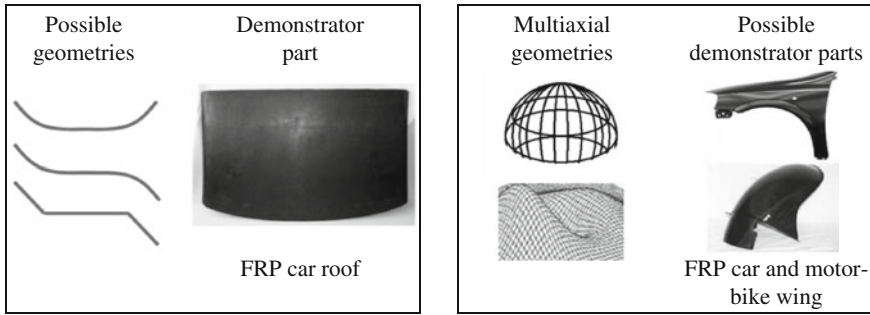 Possible
geometries
Demonstrator
part
FRP car roof
Multiaxial
geometries
Possible
demonstrator parts
FRP car and motor-
bike wing